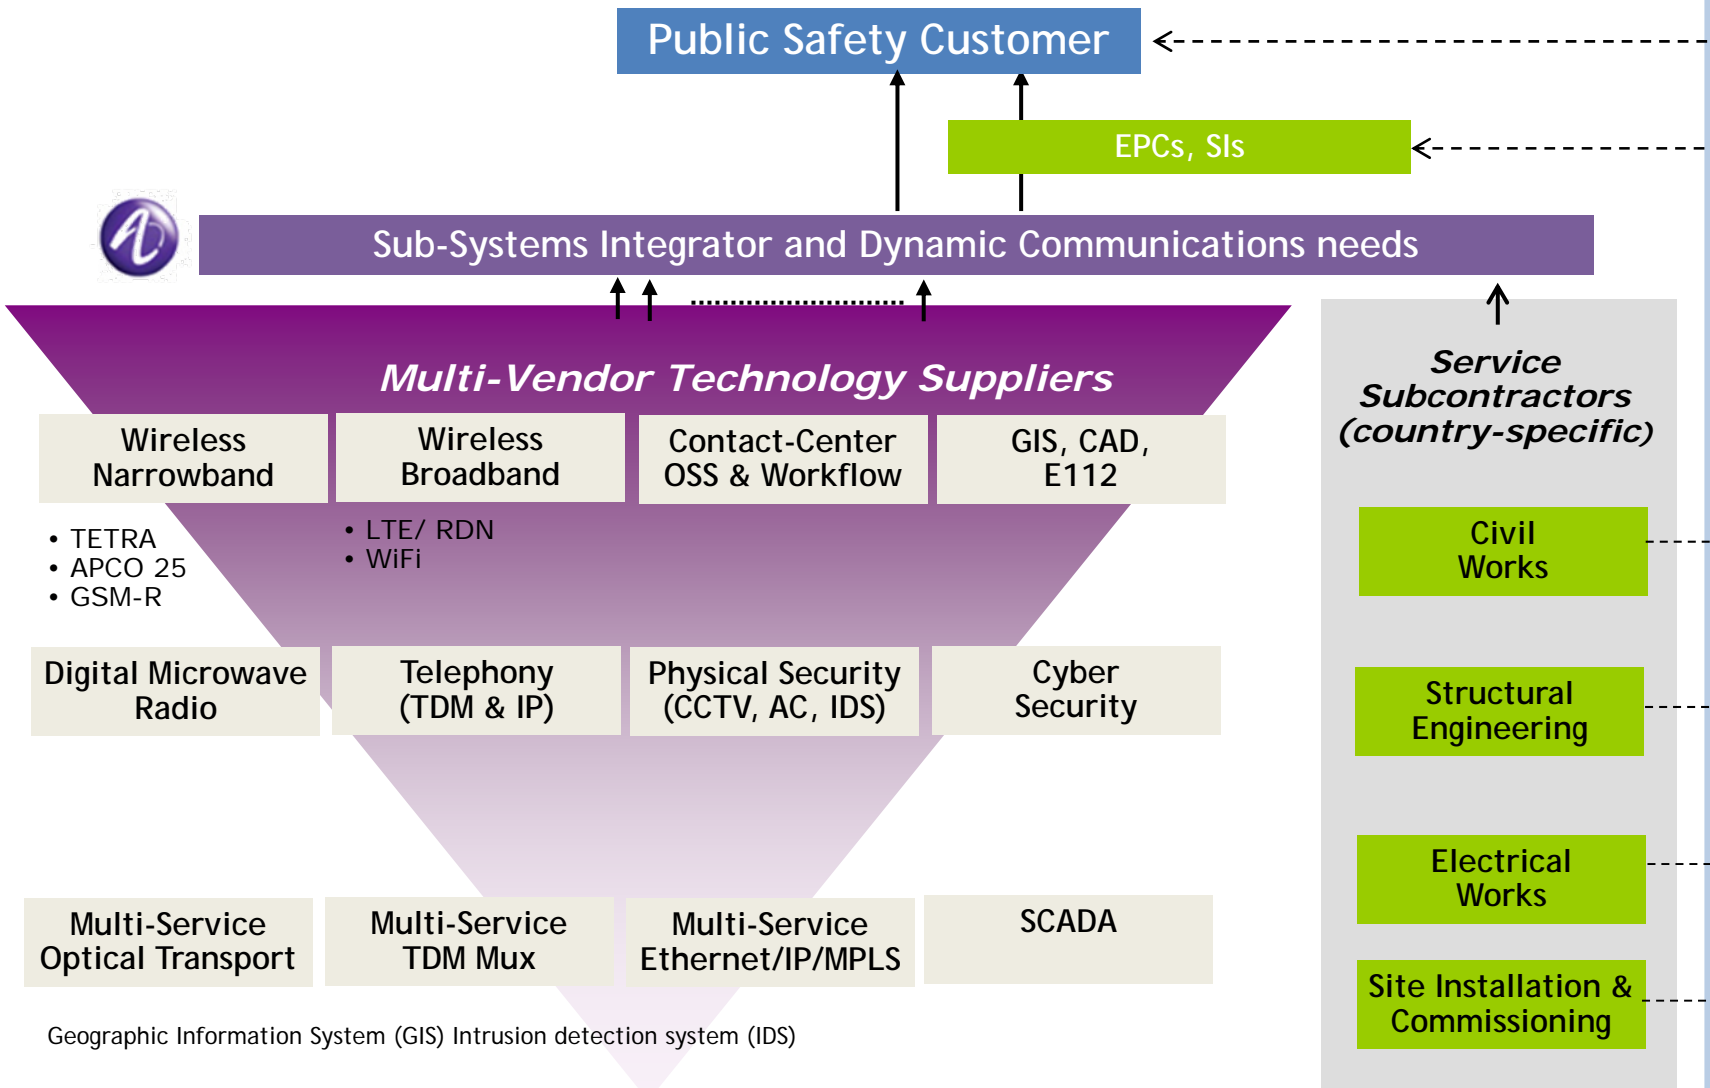 Public Safety Customer
EPCs, SIs
Sub-Systems Integrator and Dynamic Communications needs
Multi-Vendor Technology Suppliers
Wireless
Narrowband
Wireless
Broadband
Contact-Center
OSS & Workflow
GIS, CAD,
E112
• TETRA
• APCO 25
• GSM-R
• LTE/ RDN
• WiFi
Digital Microwave
Radio
Telephony
(TDM & IP)
Physical Security
(CCTV, AC, IDS)
Cyber
Security
Multi-Service
Optical Transport
Multi-Service
TDM Mux
Multi-Service
Ethernet/IP/MPLS
SCADA
Geographic Information System (GIS) Intrusion detection system (IDS)
Service
Subcontractors
(country-specific)
Civil
Works
Structural
Engineering
Electrical
Works
Site Installation &
Commissioning